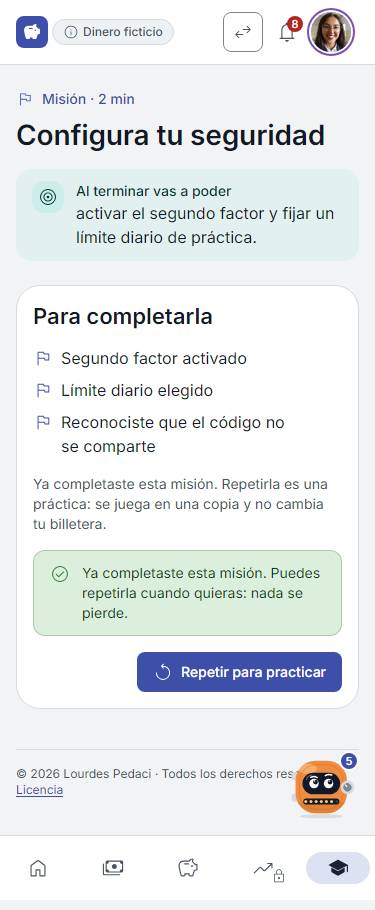 Dinero ficticio
8
Misión · 2 min
Configura tu seguridad
Al terminar vas a poder
activar el segundo factor y fijar un
límite diario de práctica.
Para completarla
Segundo factor activado
Límite diario elegido
Reconociste que el código no
se comparte
Ya completaste esta misión. Repetirla es una
práctica: se juega en una copia y no cambia
tu billetera.
Ya completaste esta misión. Puedes
repetirla cuando quieras: nada se
pierde.
Repetir para practicar
5
© 2026 Lourdes Pedaci · Todos los derechos
Licencia